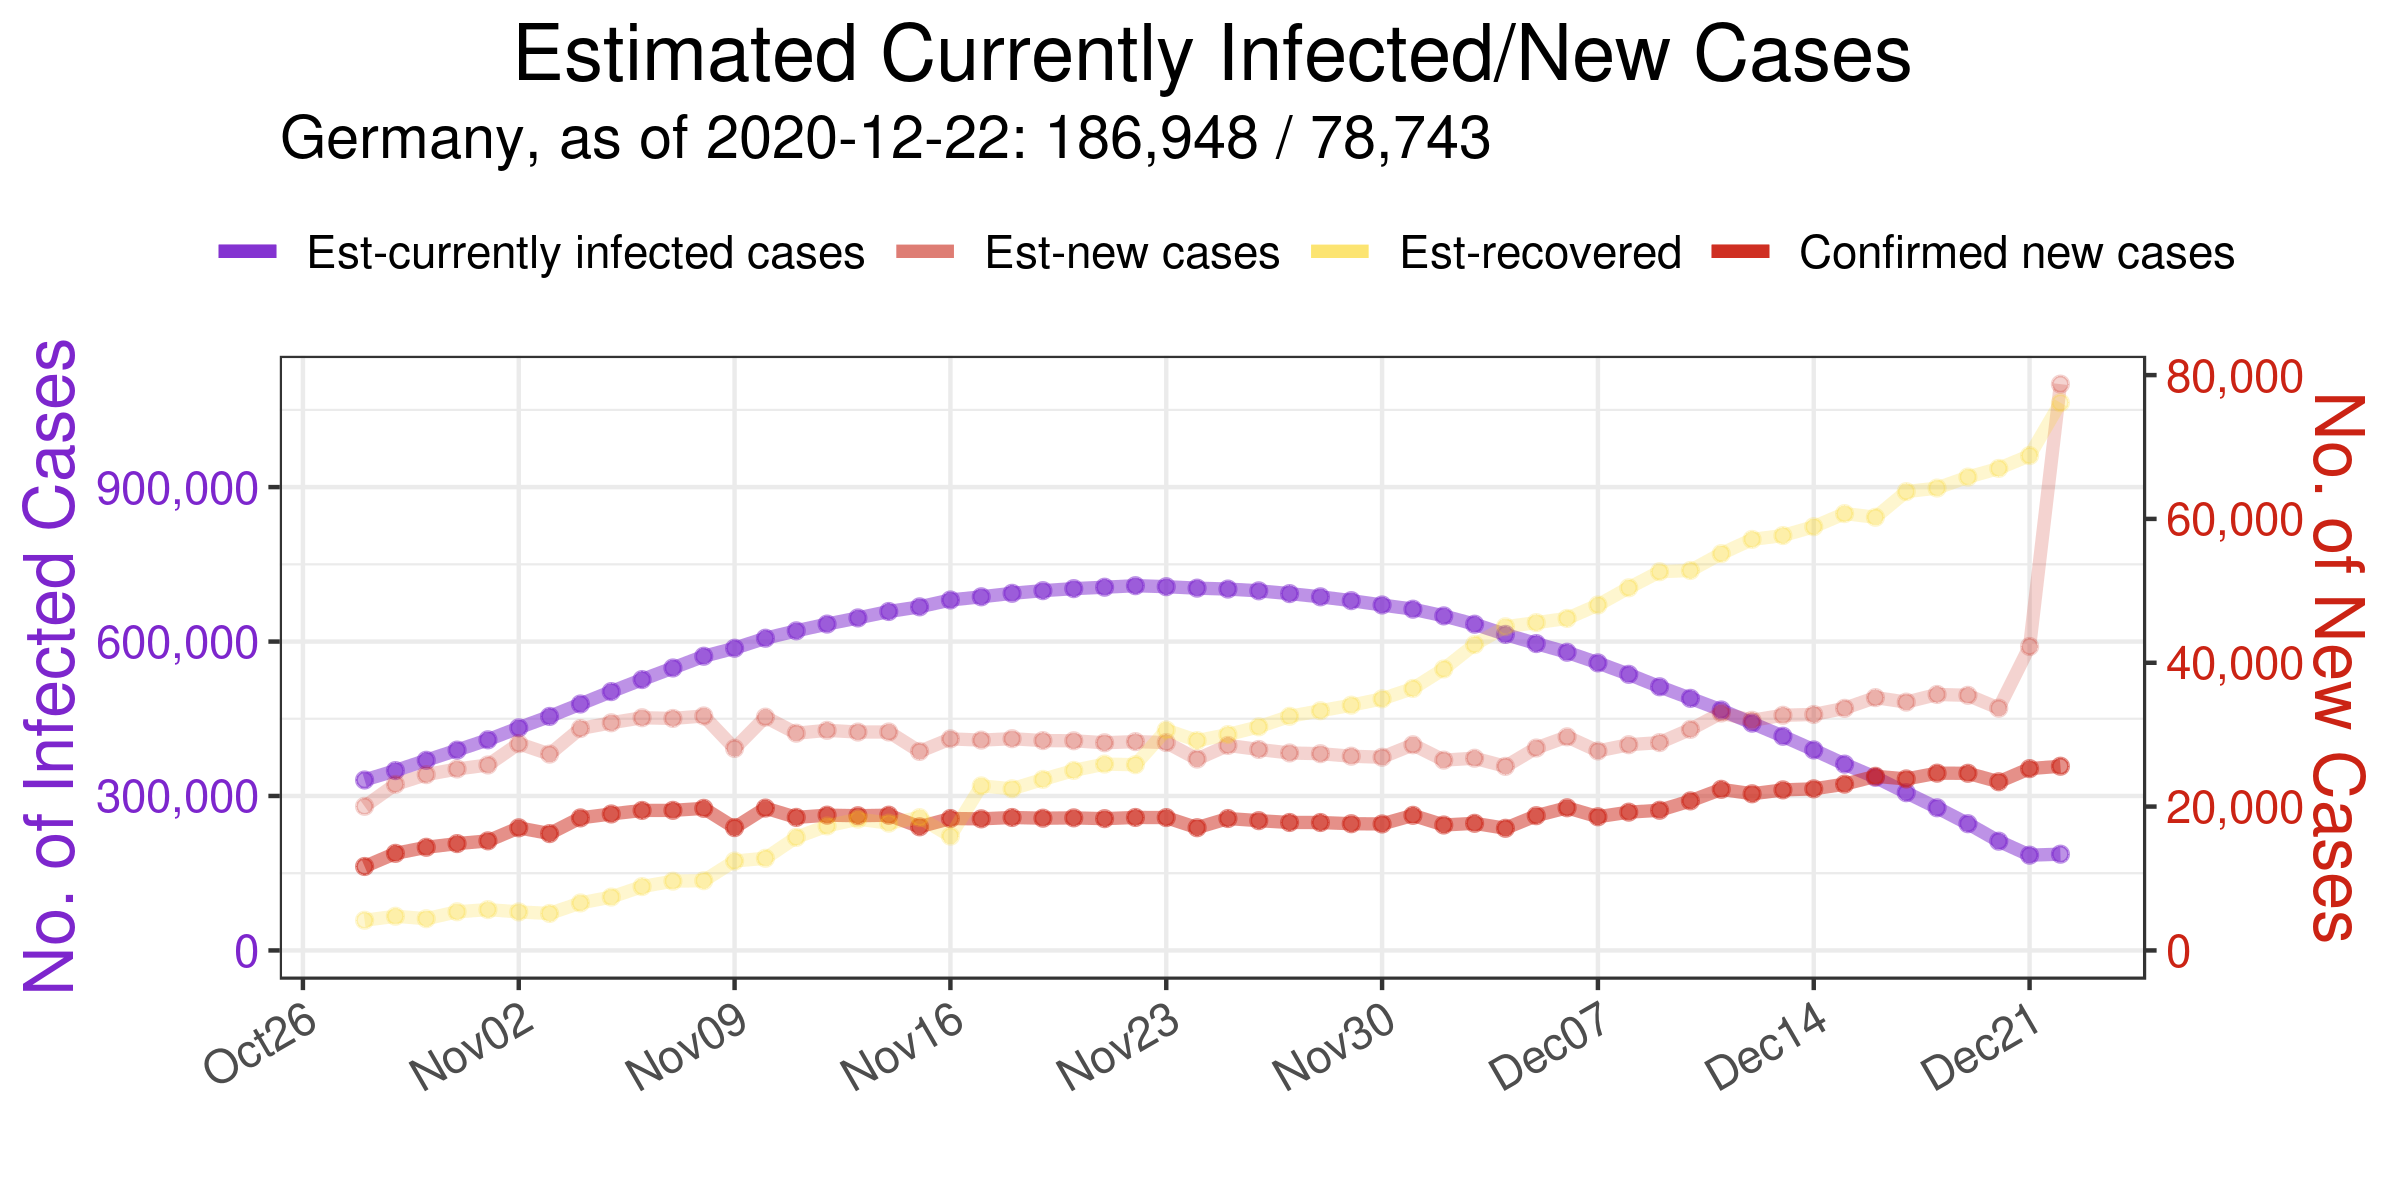 Estimated Currently Infected/New Cases
Germany, as of 2020-12-22: 186,948 / 78,743
Est-currently infected cases Est-new cases Est-recovered Confirmed new cases
No. of Infected Cases
900,000
600,000
300,000
0
80,000
60,000
40,000
20,000
0
No. of New Cases
Oct26 Nov02 Nov09 Nov16 Nov23 Nov30 Dec07 Dec14 Dec21